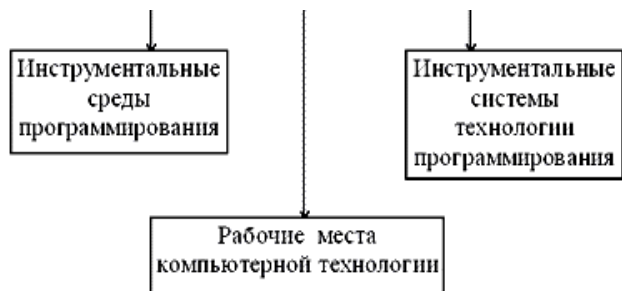 Инструментальные
среды
программирования
Инструментальные
системы
технологии
программирования
Рабочие места
компьютерной технологии